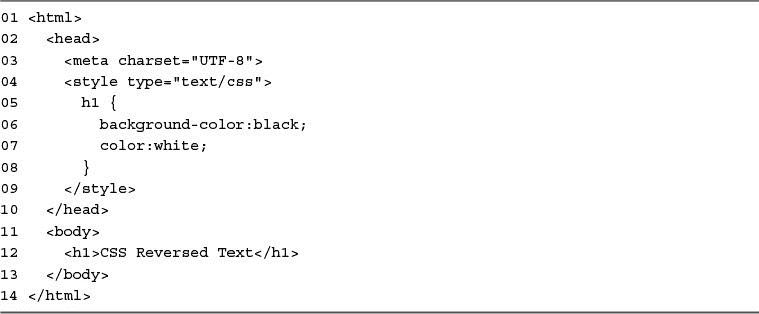 01 <html>
02   <head>
03     <meta charset="UTF-8">
04     <style type="text/css">
05       h1 {
06         background-color:black;
07         color:white;
08       }
09     </style>
10   </head>
11   <body>
12     <h1>CSS Reversed Text</h1>
13   </body>
14 </html>